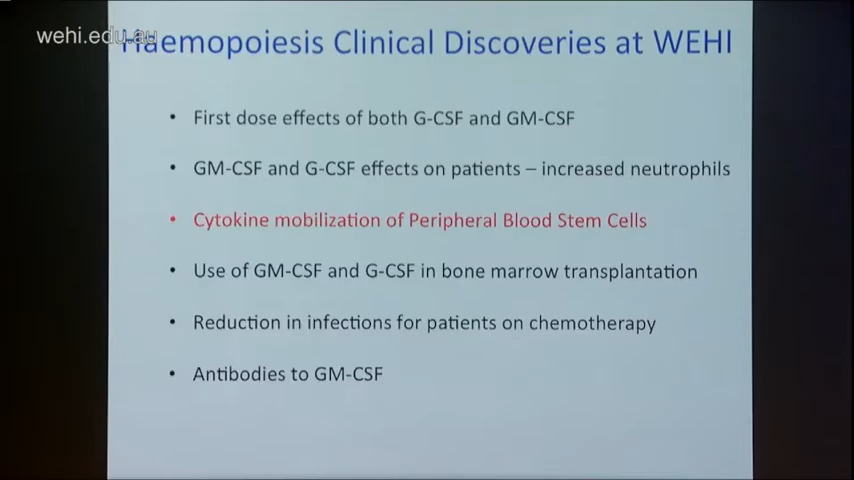 wehi.edu.au
Haemopoiesis Clinical Discoveries at WEHI
• First dose effects of both G-CSF and GM-CSF
• GM-CSF and G-CSF effects on patients – increased neutrophils
• Cytokine mobilization of Peripheral Blood Stem Cells
• Use of GM-CSF and G-CSF in bone marrow transplantation
• Reduction in infections for patients on chemotherapy
• Antibodies to GM-CSF